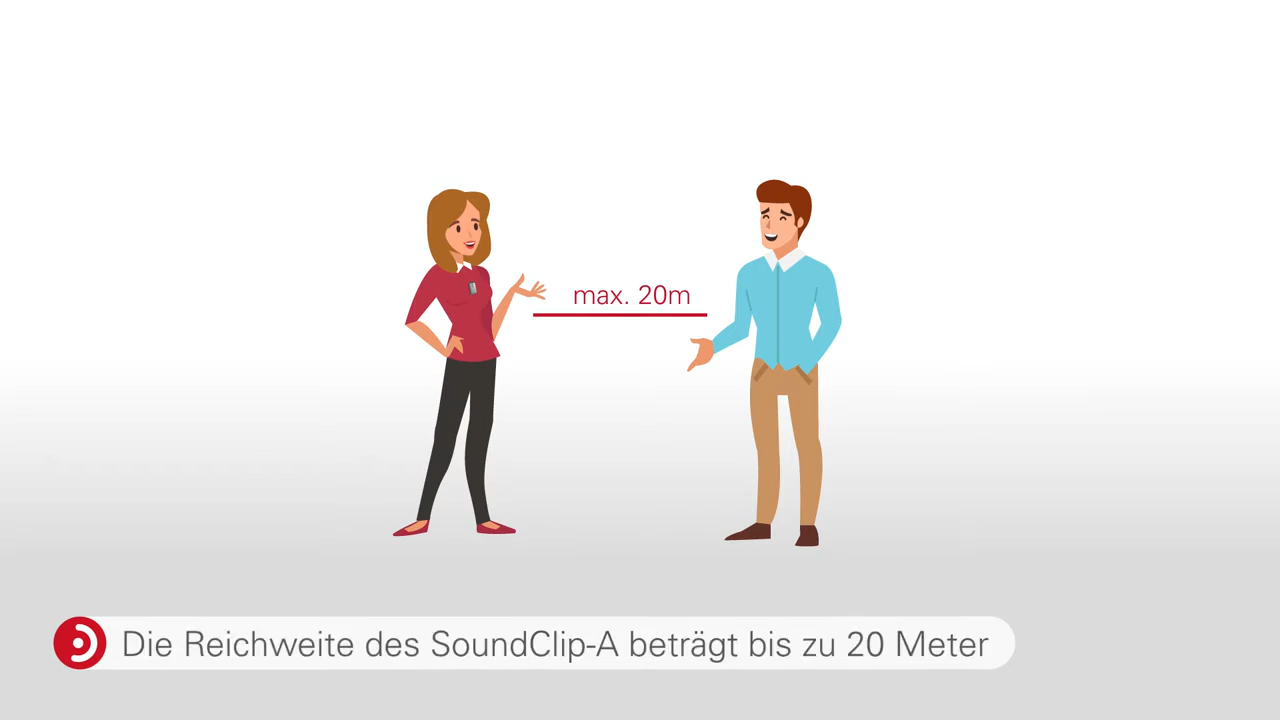 max. 20m
Die Reichweite des SoundClip-A beträgt bis zu 20 Meter